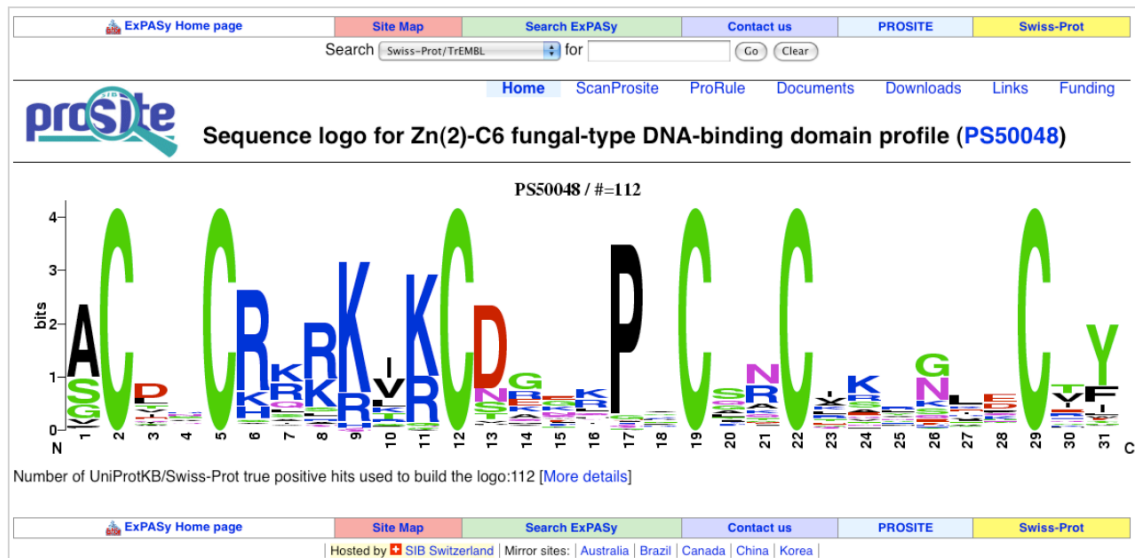 ExPASy Home page Site Map Search ExPASy Contact us PROSITE Swiss-Prot
Search Swiss-Prot/TrEMBL for Go Clear
Home ScanProsite ProRule Documents Downloads Links Funding
prosite
SIB
Sequence logo for Zn(2)-C6 fungal-type DNA-binding domain profile (PS50048)
PS50048 / #=112
bits
4
3
2
1
0
A C D C R K R K I K C D G K P C S N C K G L E C T Y
S R K R V R N R F
G H
N 1 2 3 4 5 6 7 8 9 10 11 12 13 14 15 16 17 18 19 20 21 22 23 24 25 26 27 28 29 30 31 C
Number of UniProtKB/Swiss-Prot true positive hits used to build the logo:112 [More details]
ExPASy Home page Site Map Search ExPASy Contact us PROSITE Swiss-Prot
Hosted by SIB Switzerland | Mirror sites: | Australia | Brazil | Canada | China | Korea |